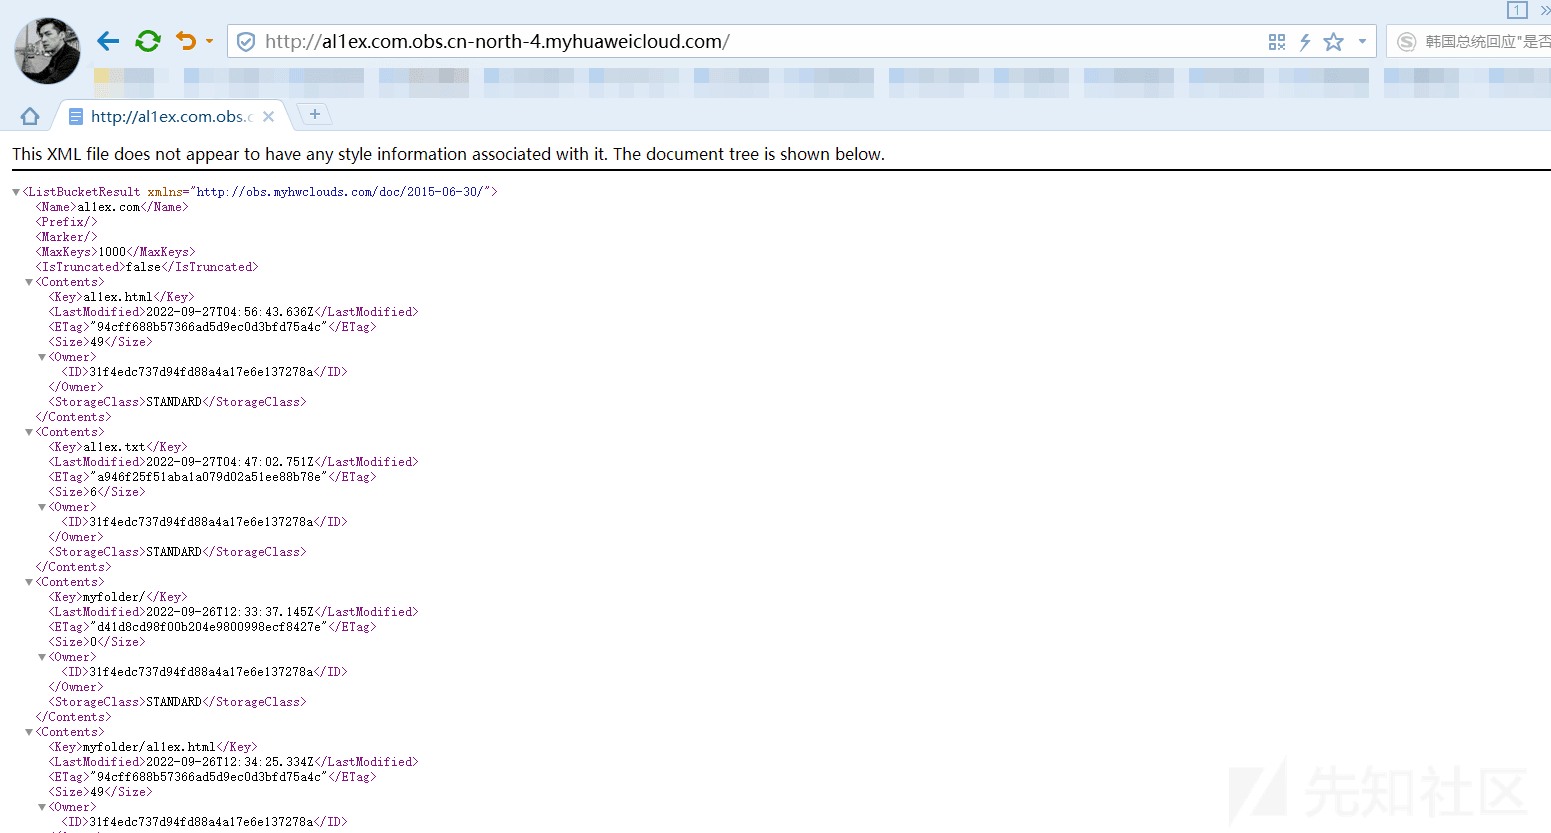 1
http://al1ex.com.obs.cn-north-4.myhuaweicloud.com/
韩国总统回应"是否
http://al1ex.com.obs.c
This XML file does not appear to have any style information associated with it. The document tree is shown below.
▼<ListBucketResult xmlns="http://obs.myhwclouds.com/doc/2015-06-30/">
<Name>al1ex.com</Name>
<Prefix/>
<Marker/>
<MaxKeys>1000</MaxKeys>
<IsTruncated>false</IsTruncated>
▼<Contents>
<Key>al1ex.html</Key>
<LastModified>2022-09-27T04:56:43.636Z</LastModified>
<ETag>"94cff688b57366ad5d9ec0d3bfd75a4c"</ETag>
<Size>49</Size>
▼<Owner>
<ID>31f4edc737d94fd88a4a17e6e137278a</ID>
</Owner>
<StorageClass>STANDARD</StorageClass>
</Contents>
▼<Contents>
<Key>al1ex.txt</Key>
<LastModified>2022-09-27T04:47:02.751Z</LastModified>
<ETag>"a946f25f51aba1a079d02a51ee88b78e"</ETag>
<Size>6</Size>
▼<Owner>
<ID>31f4edc737d94fd88a4a17e6e137278a</ID>
</Owner>
<StorageClass>STANDARD</StorageClass>
</Contents>
▼<Contents>
<Key>myfolder/</Key>
<LastModified>2022-09-26T12:33:37.145Z</LastModified>
<ETag>"d41d8cd98f00b204e9800998ecf8427e"</ETag>
<Size>0</Size>
▼<Owner>
<ID>31f4edc737d94fd88a4a17e6e137278a</ID>
</Owner>
<StorageClass>STANDARD</StorageClass>
</Contents>
▼<Contents>
<Key>myfolder/al1ex.html</Key>
<LastModified>2022-09-26T12:34:25.334Z</LastModified>
<ETag>"94cff688b57366ad5d9ec0d3bfd75a4c"</ETag>
<Size>49</Size>
▼<Owner>
<ID>31f4edc737d94fd88a4a17e6e137278a</ID>
先知社区